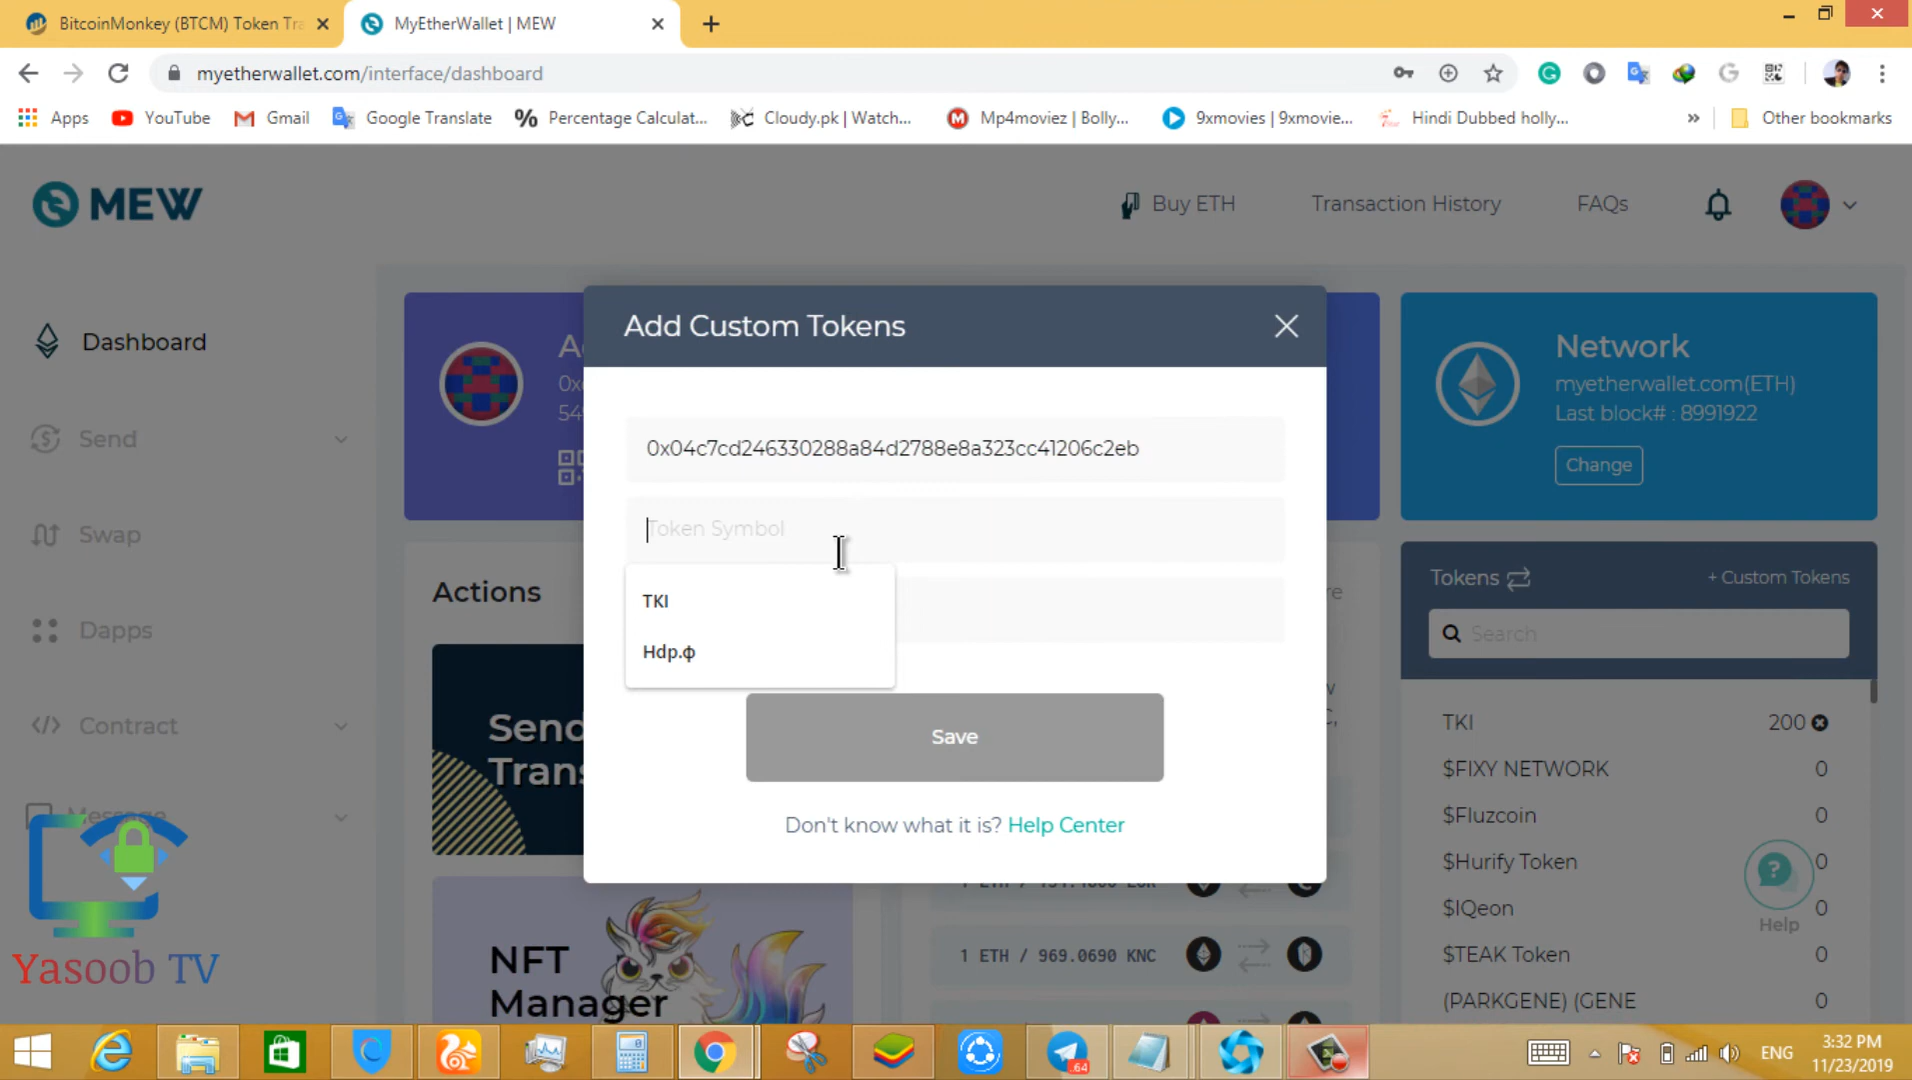 BitcoinMonkey (BTCM) Token Tra
MyEtherWallet | MEW
myetherwallet.com/interface/dashboard
Apps
YouTube
Gmail
Google Translate
Percentage Calculat...
Cloudy.pk | Watch...
Mp4moviez | Bolly...
9xmovies | 9xmovie...
Hindi Dubbed holly...
»
Other bookmarks
MEW
Buy ETH
Transaction History
FAQs
Dashboard
Send
Swap
Dapps
Contract
Message
Add Custom Tokens
0x04c7cd246330288a84d2788e8a323cc41206c2eb
Token Symbol
TKI
Hdp.ф
Save
Don't know what it is? Help Center
Network
myetherwallet.com(ETH)
Last block# : 8991922
Change
Actions
Send
Trans
NFT
Manager
1 ETH / 969.0690 KNC
Tokens
+ Custom Tokens
Search
TKI 200
$FIXY NETWORK 0
$Fluzcoin 0
$Hurify Token 0
$IQeon 0
$TEAK Token 0
(PARKGENE) (GENE 0
Help
Yasoob TV
64
ENG
3:32 PM
11/23/2019